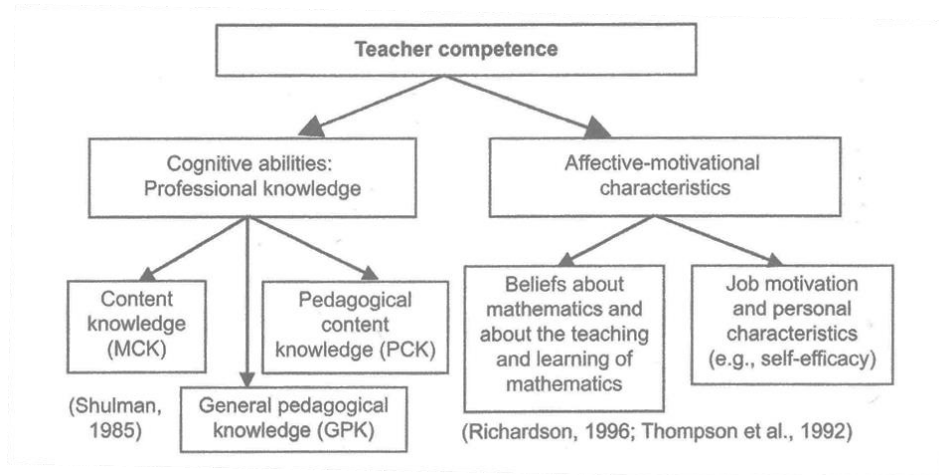 Teacher competence
Cognitive abilities:
Professional knowledge
Affective-motivational
characteristics
Content
knowledge
(MCK)
Pedagogical
content
knowledge (PCK)
Beliefs about
mathematics and
about the teaching
and learning of
mathematics
Job motivation
and personal
characteristics
(e.g., self-efficacy)
(Shulman,
1985)
General pedagogical
knowledge (GPK)
(Richardson, 1996; Thompson et al., 1992)